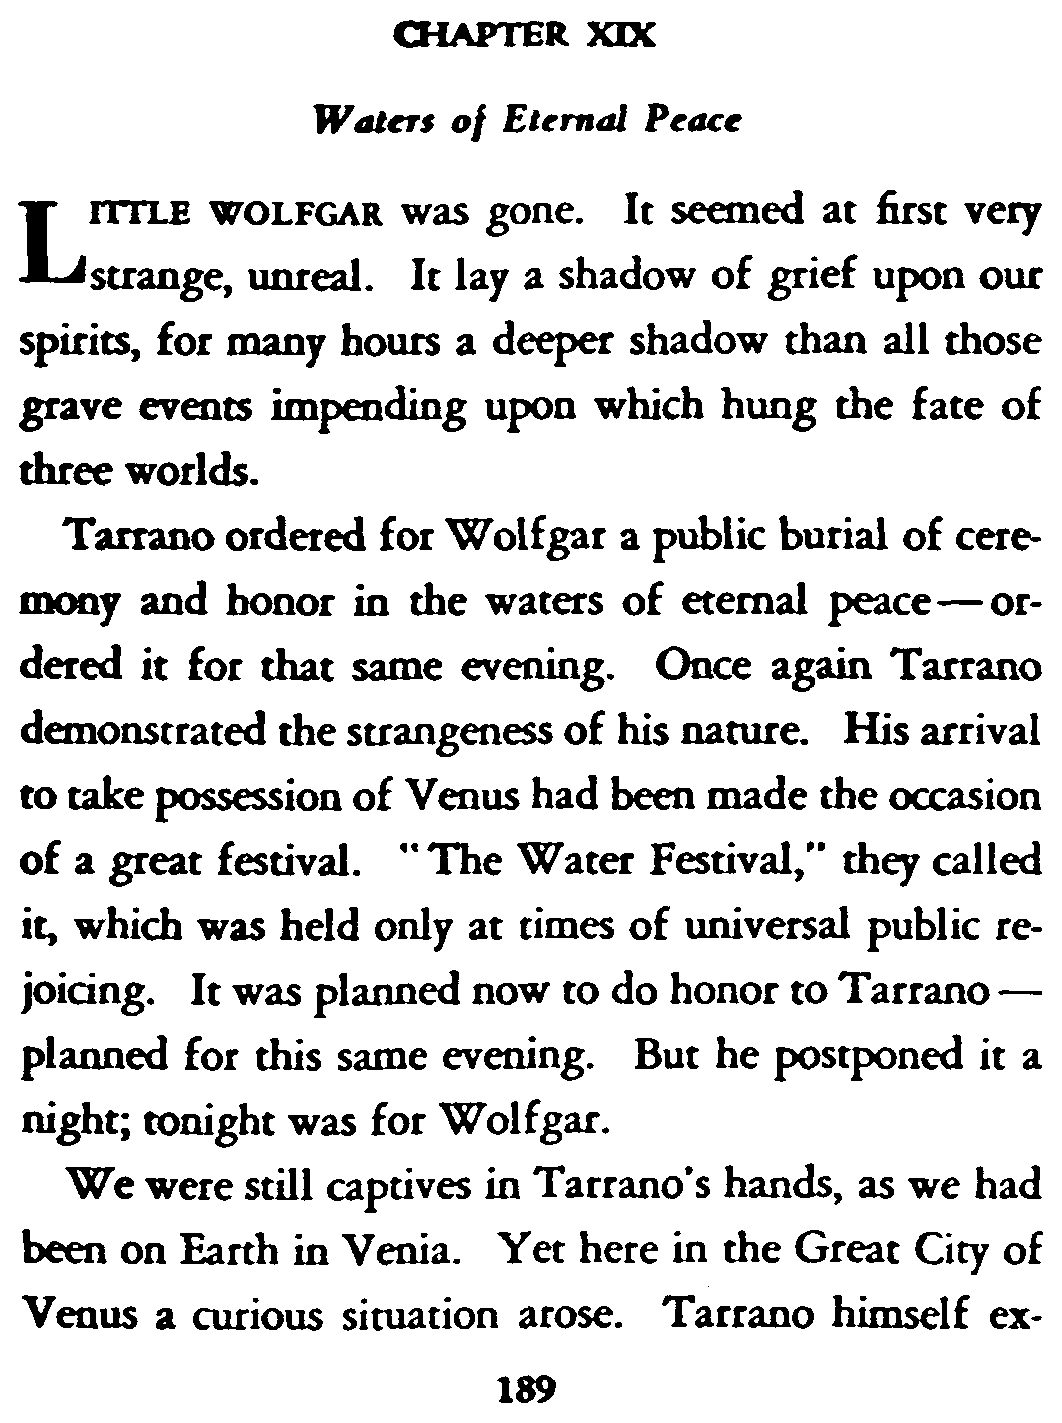 CHAPTER XIX
Waters of Eternal Peace
LITTLE WOLFGAR was gone. It seemed at first very
strange, unreal. It lay a shadow of grief upon our
spirits, for many hours a deeper shadow than all those
grave events impending upon which hung the fate of
three worlds.
Tarrano ordered for Wolfgar a public burial of cere-
mony and honor in the waters of eternal peace—or-
dered it for that same evening. Once again Tarrano
demonstrated the strangeness of his nature. His arrival
to take possession of Venus had been made the occasion
of a great festival. "The Water Festival," they called
it, which was held only at times of universal public re-
joicing. It was planned now to do honor to Tarrano—
planned for this same evening. But he postponed it a
night; tonight was for Wolfgar.
We were still captives in Tarrano's hands, as we had
been on Earth in Venia. Yet here in the Great City of
Venus a curious situation arose. Tarrano himself ex-
189